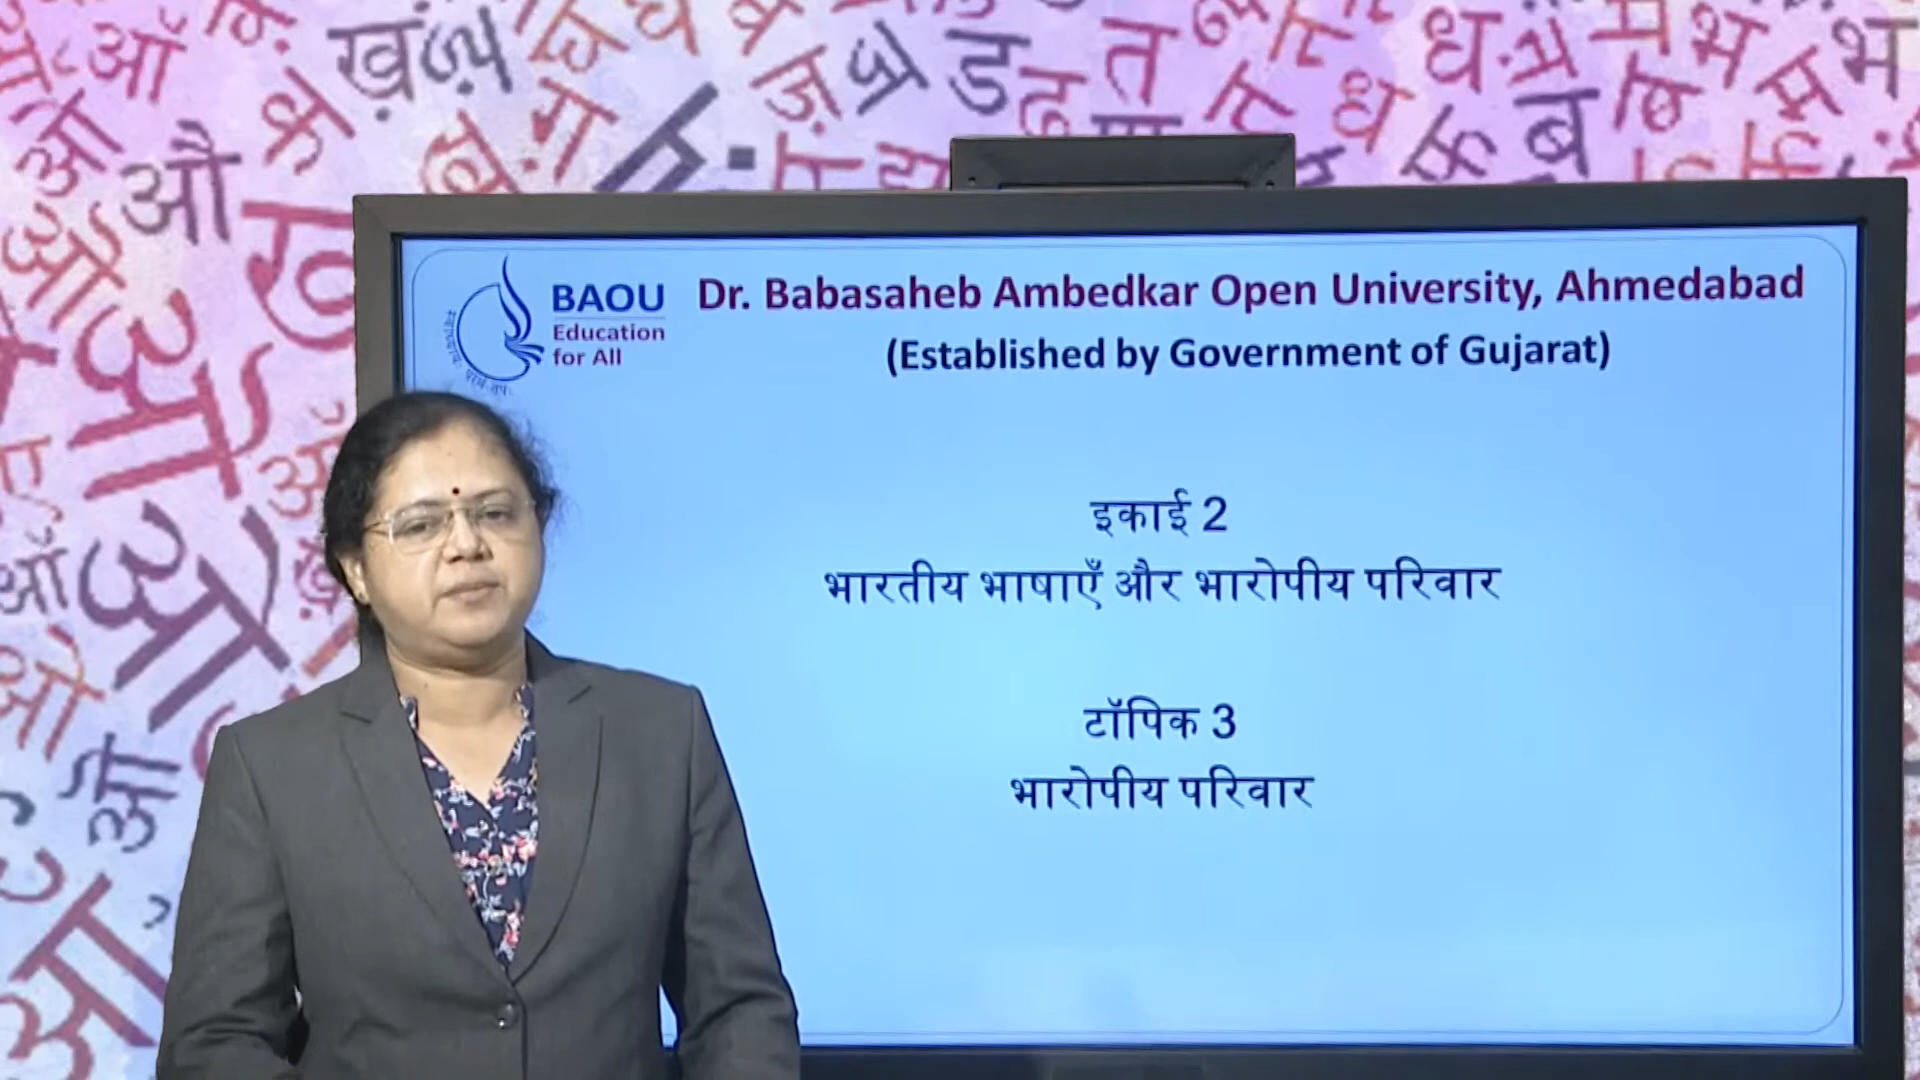 BAOU
Education
for All
Dr. Babasaheb Ambedkar Open University, Ahmedabad
(Established by Government of Gujarat)
इकाई 2
भारतीय भाषाएँ और भारोपीय परिवार
टॉपिक 3
भारोपीय परिवार